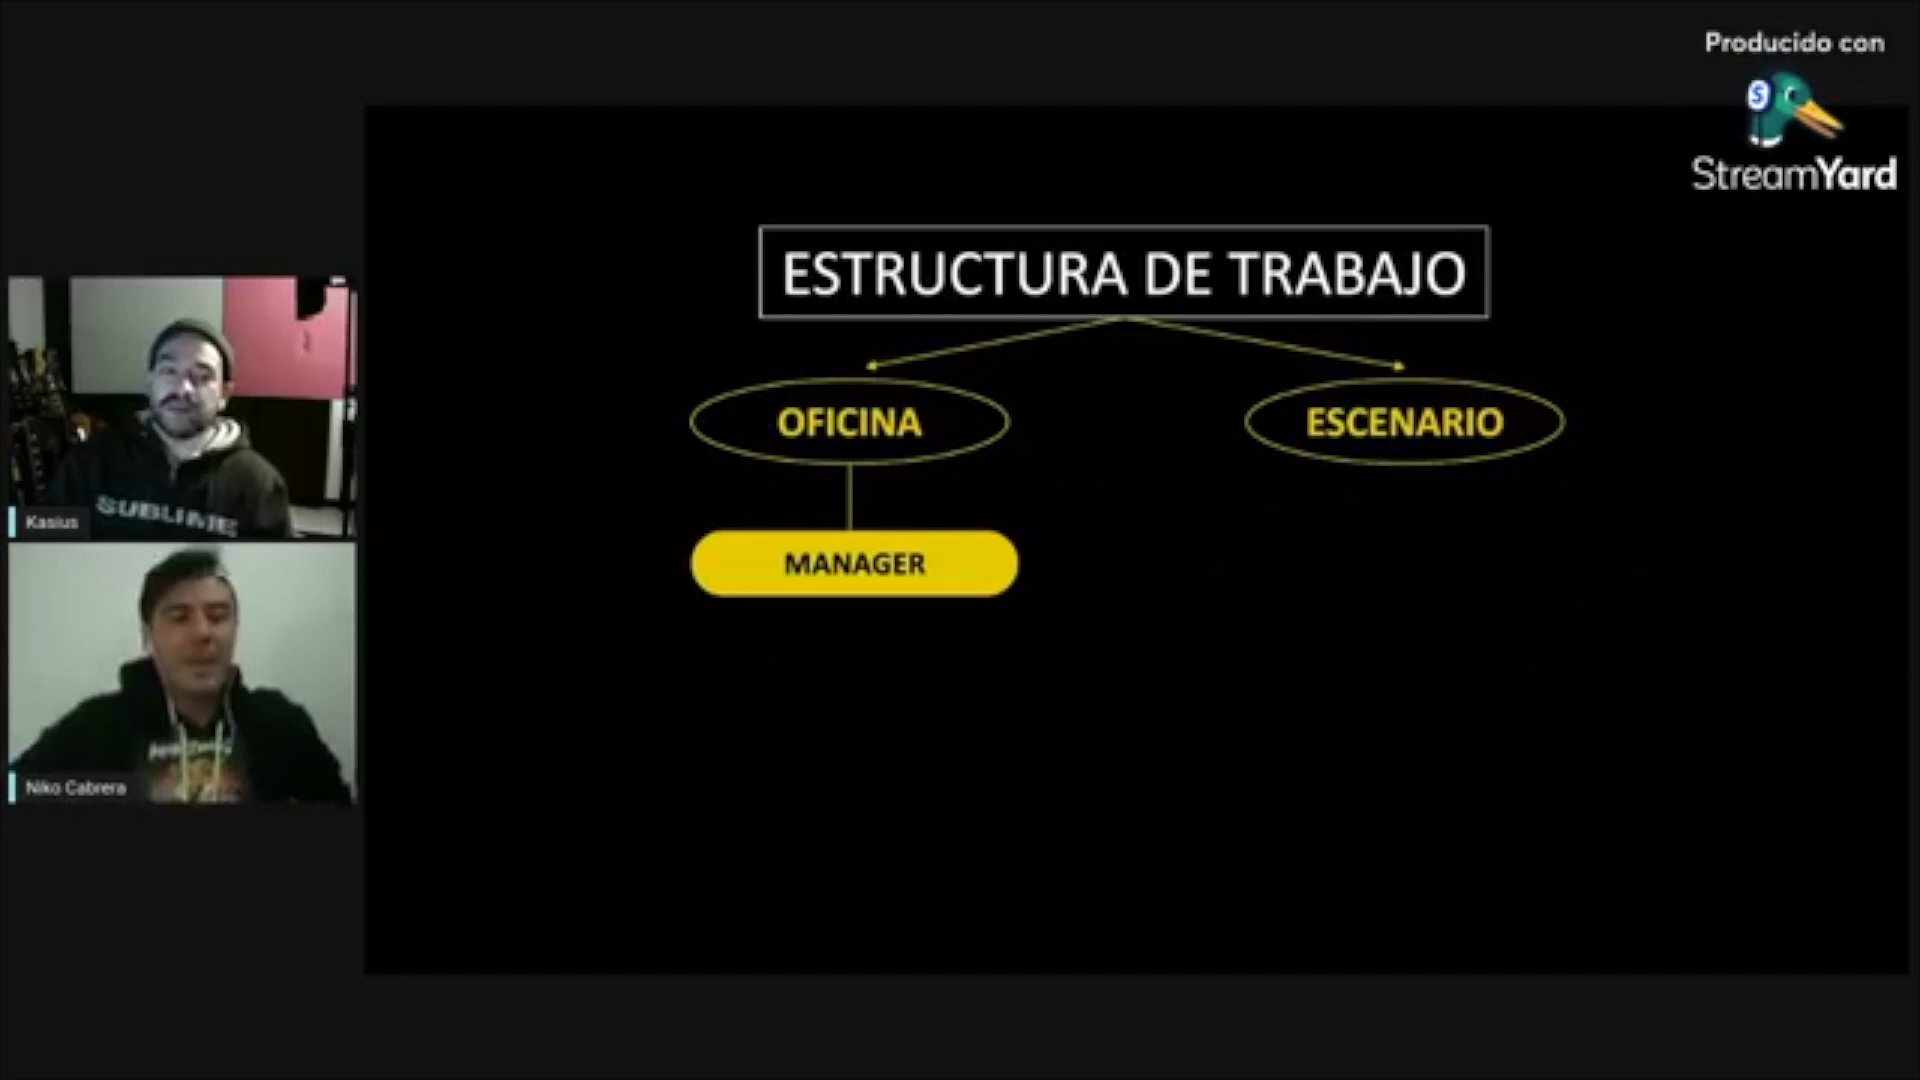 Producido con
StreamYard
ESTRUCTURA DE TRABAJO
OFICINA
ESCENARIO
MANAGER
SUBLIME
Kasius
Niko Cabrera